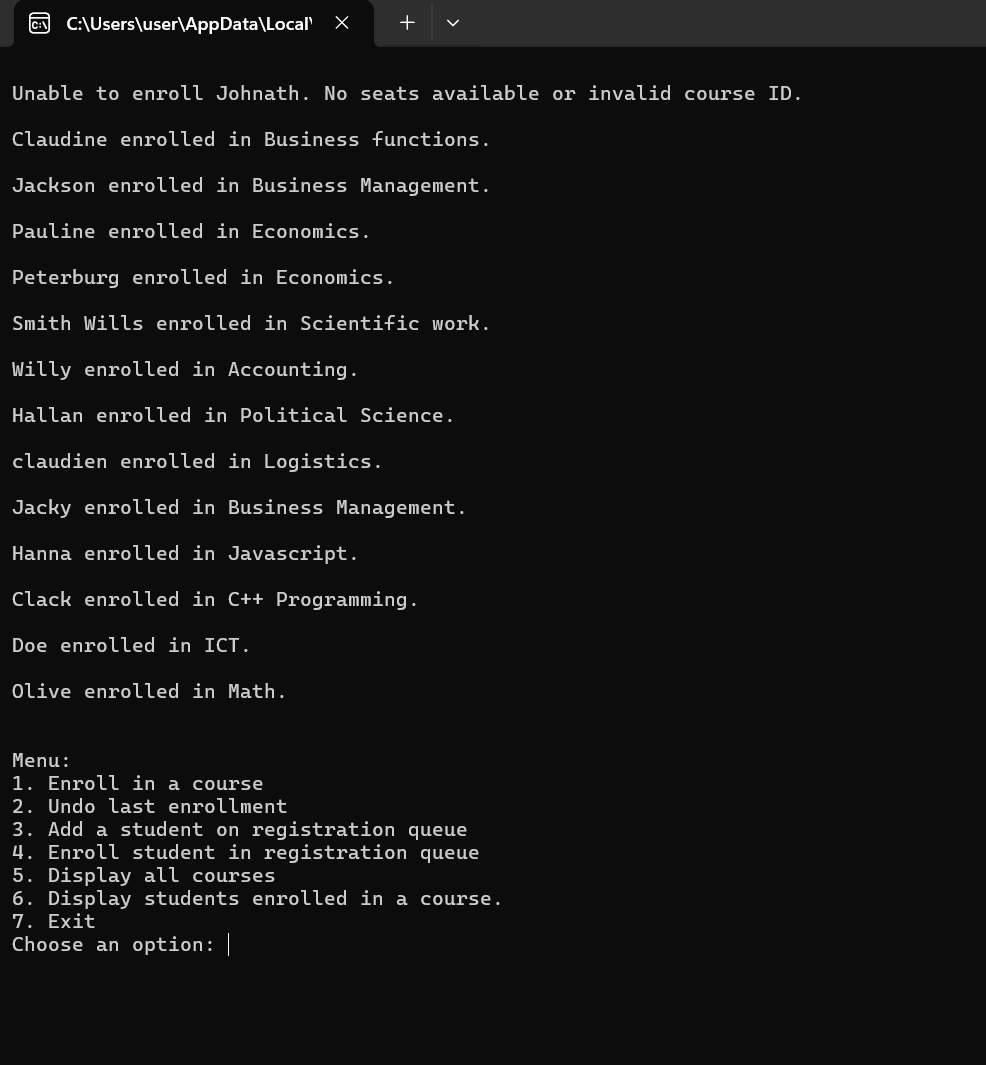 C:\Users\user\AppData\Local\
Unable to enroll Johnath. No seats available or invalid course ID.
Claudine enrolled in Business functions.
Jackson enrolled in Business Management.
Pauline enrolled in Economics.
Peterburg enrolled in Economics.
Smith Wills enrolled in Scientific work.
Willy enrolled in Accounting.
Hallan enrolled in Political Science.
claudien enrolled in Logistics.
Jacky enrolled in Business Management.
Hanna enrolled in Javascript.
Clack enrolled in C++ Programming.
Doe enrolled in ICT.
Olive enrolled in Math.
Menu:
1. Enroll in a course
2. Undo last enrollment
3. Add a student on registration queue
4. Enroll student in registration queue
5. Display all courses
6. Display students enrolled in a course.
7. Exit
Choose an option: